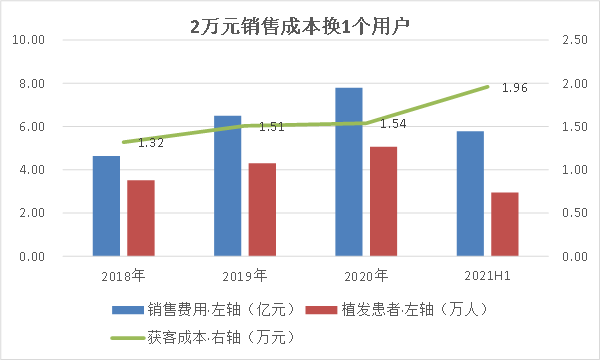 2万元销售成本换1个用户
10.00
8.00
6.00
4.00
2.00
0.00
2.50
2.00
1.50
1.00
0.50
0.00
1.32
1.51
1.54
1.96
2018年
2019年
2020年
2021H1
销售费用·左轴（亿元）
植发患者·左轴（万人）
获客成本·右轴（万元）